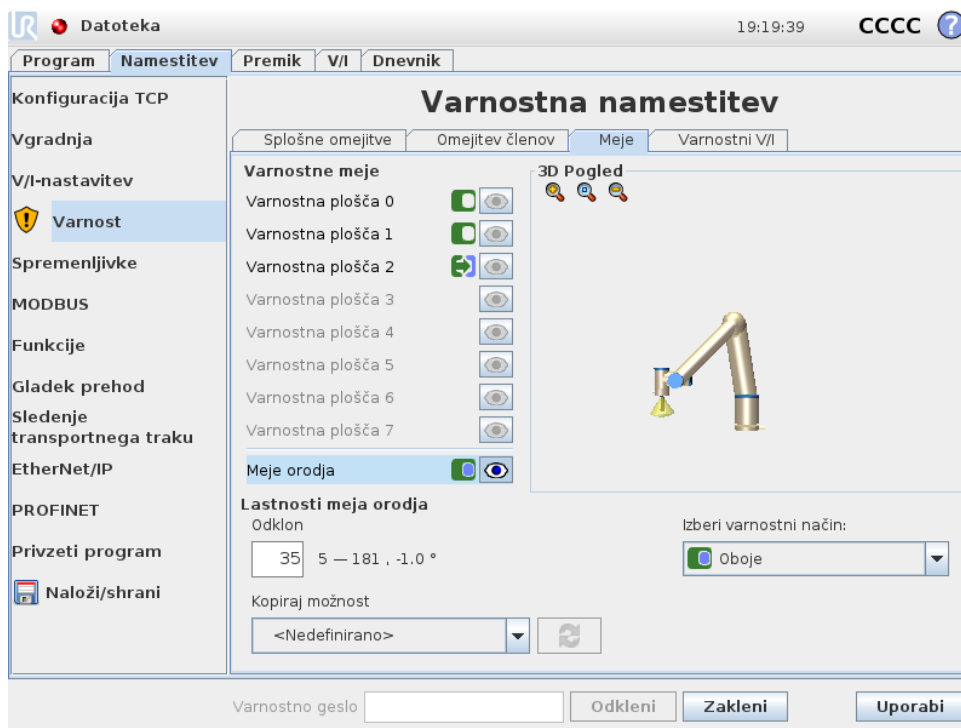 UR Datoteka 19:19:39 CCCC ?
Program Namestitev Premik V/I Dnevnik
Konfiguracija TCP
Vgradnja
V/I-nastavitev
Varnost
Spremenljivke
MODBUS
Funkcije
Gladek prehod
Sledenje
transportnega traku
EtherNet/IP
PROFINET
Privzeti program
Naloži/shrani
Varnostna namestitev
Splošne omejitve Omejitev členov Meje Varnostni V/I
Varnostne meje
Varnostna plošča 0
Varnostna plošča 1
Varnostna plošča 2
Varnostna plošča 3
Varnostna plošča 4
Varnostna plošča 5
Varnostna plošča 6
Varnostna plošča 7
Meje orodja
3D Pogled
Lastnosti meja orodja
Odklon
35 5 — 181 , -1.0 °
Izberi varnostni način:
Oboje
Kopiraj možnost
<Nedefinirano>
Varnostno geslo Odkleni Zakleni Uporabi